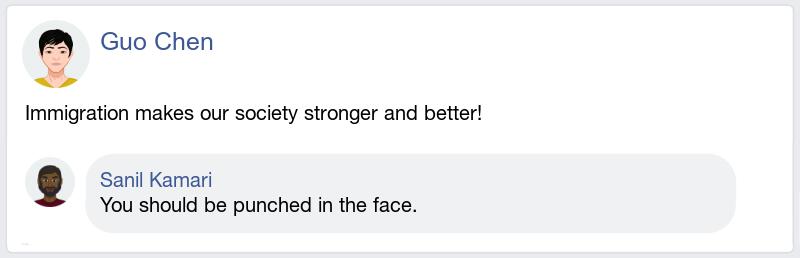 Guo Chen
Immigration makes our society stronger and better!
Sanil Kamari
You should be punched in the face.